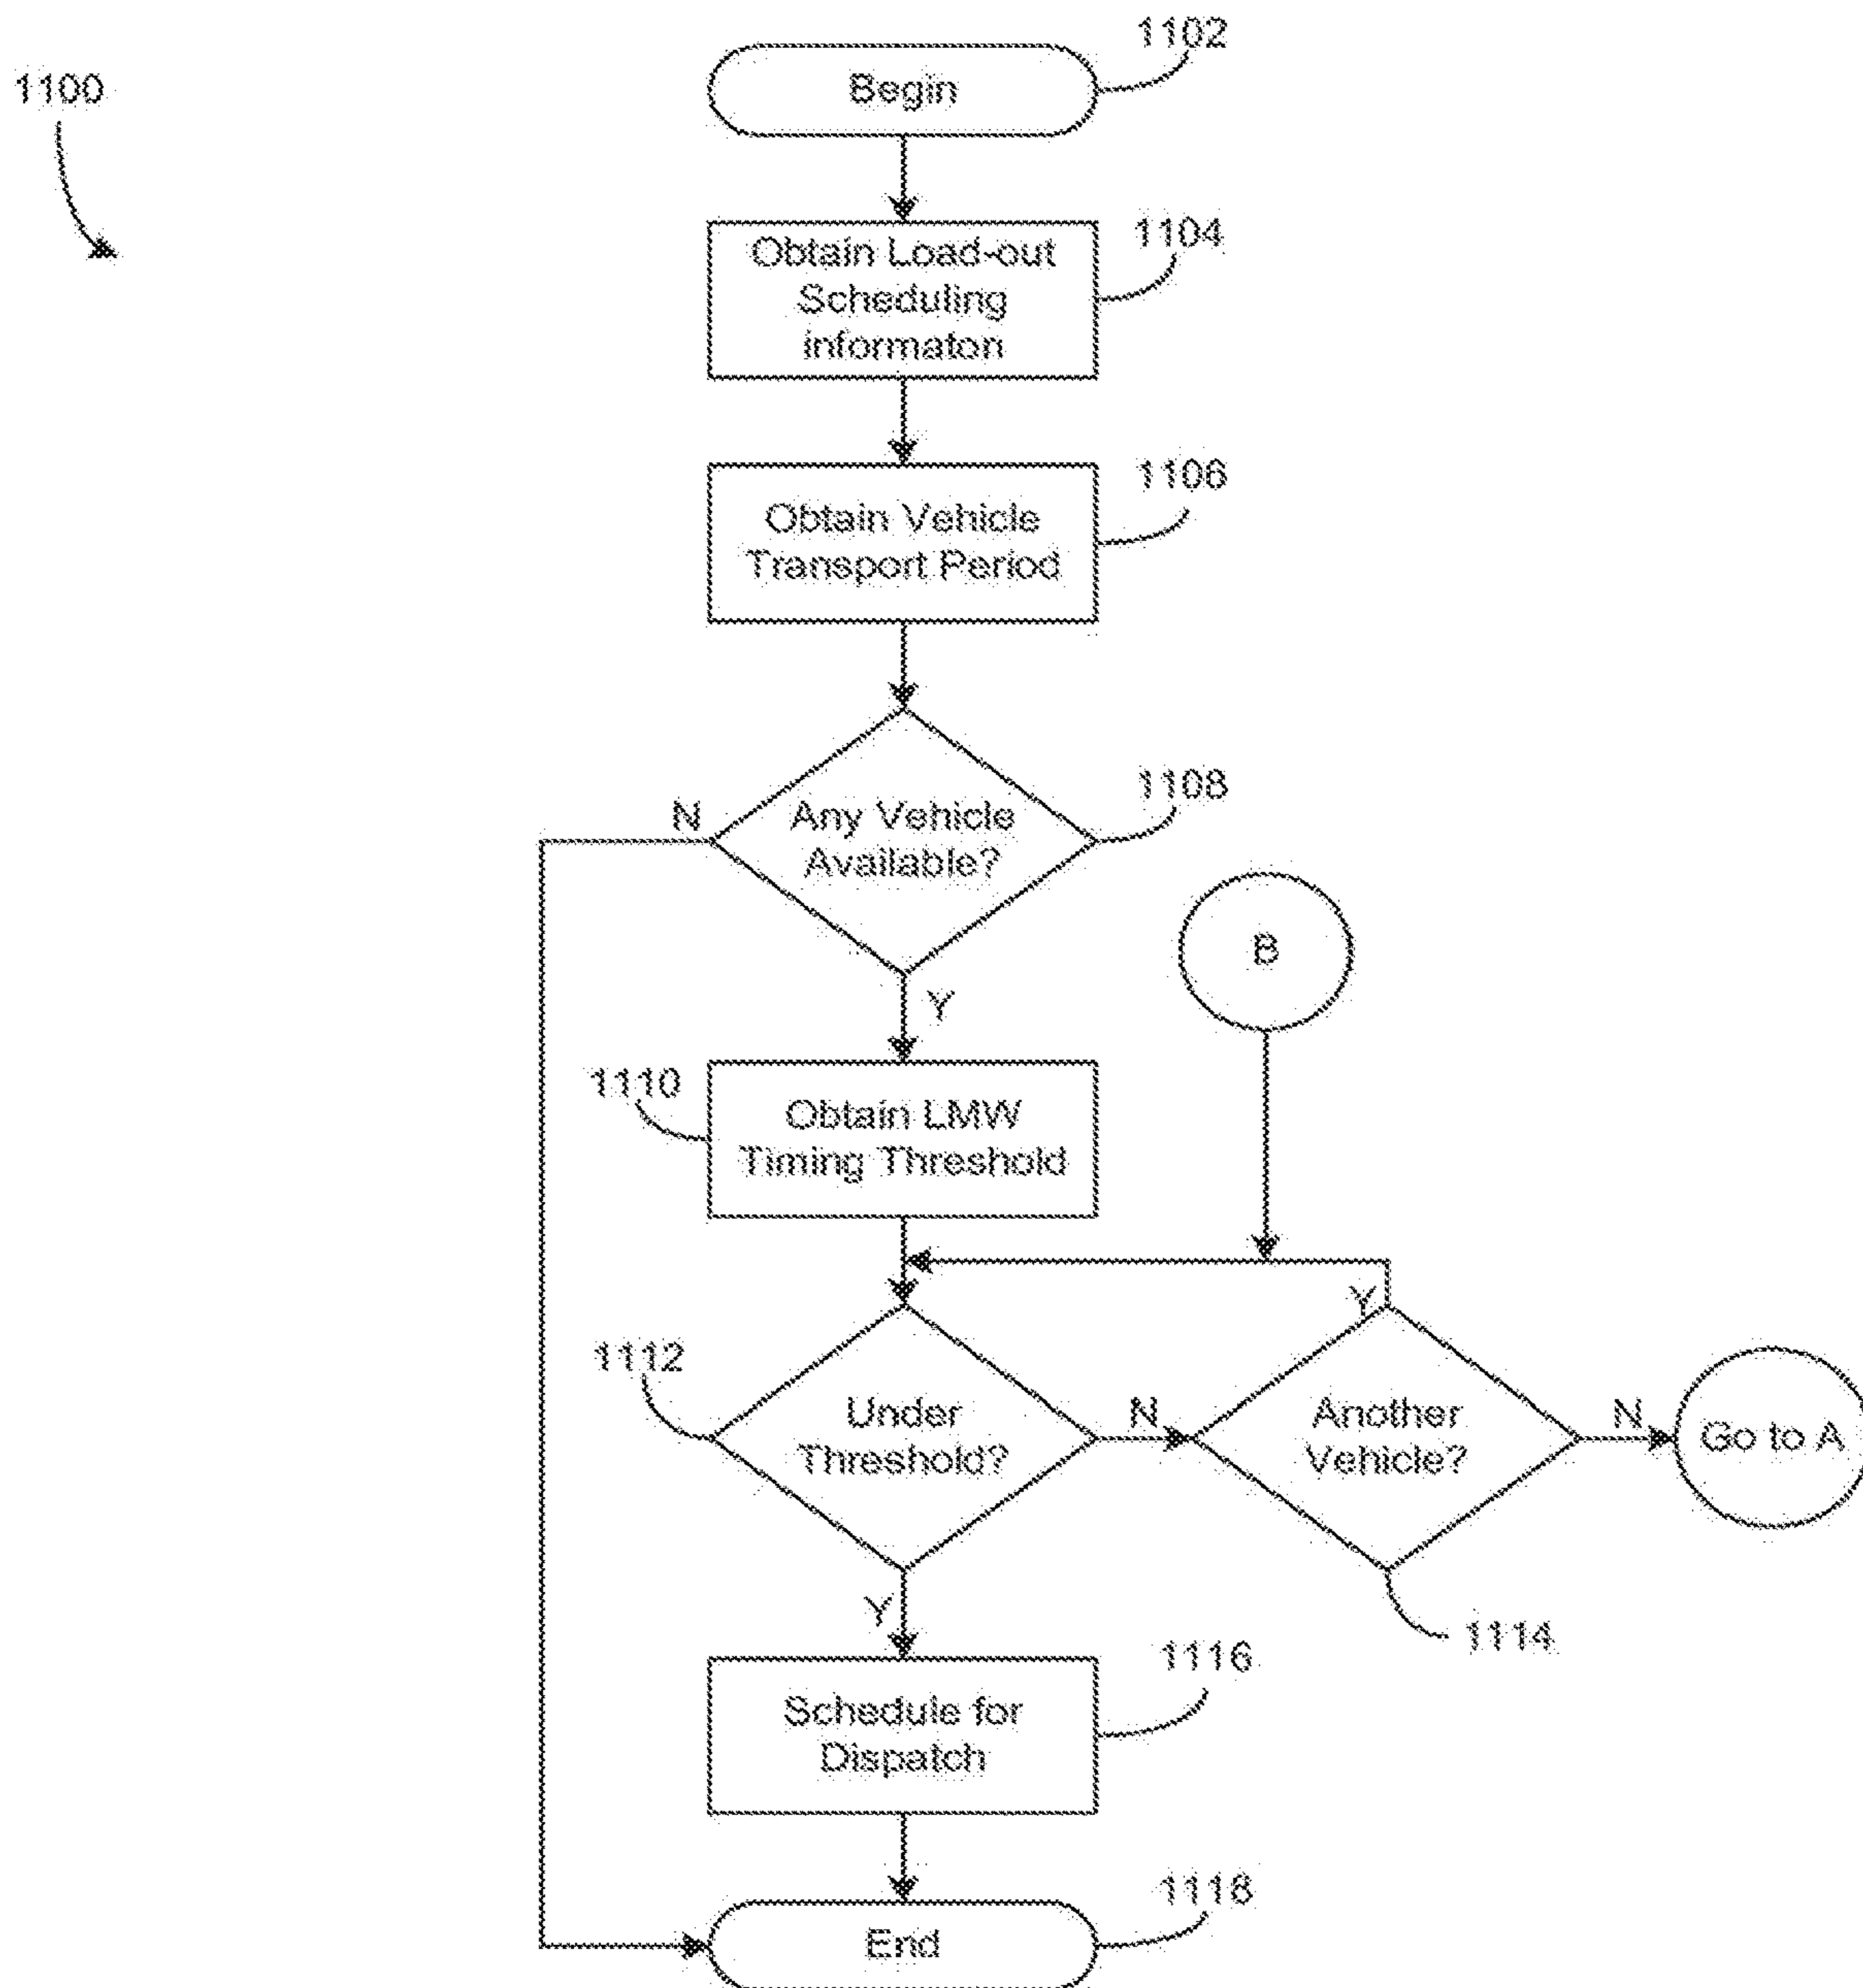 1102
Begin
1100
1104
Obtain Load-out
Scheduling
informaton
1106
Obtain Vehicle
Transport Period
1108
N
Any Vehicle
Available?
B
Y
1110
Obtain LMW
Timing Threshold
Y
1112
Under
Threshold?
N
Another
Vehicle?
N
Go to A
Y
1114
1116
Schedule for
Dispatch
1118
End